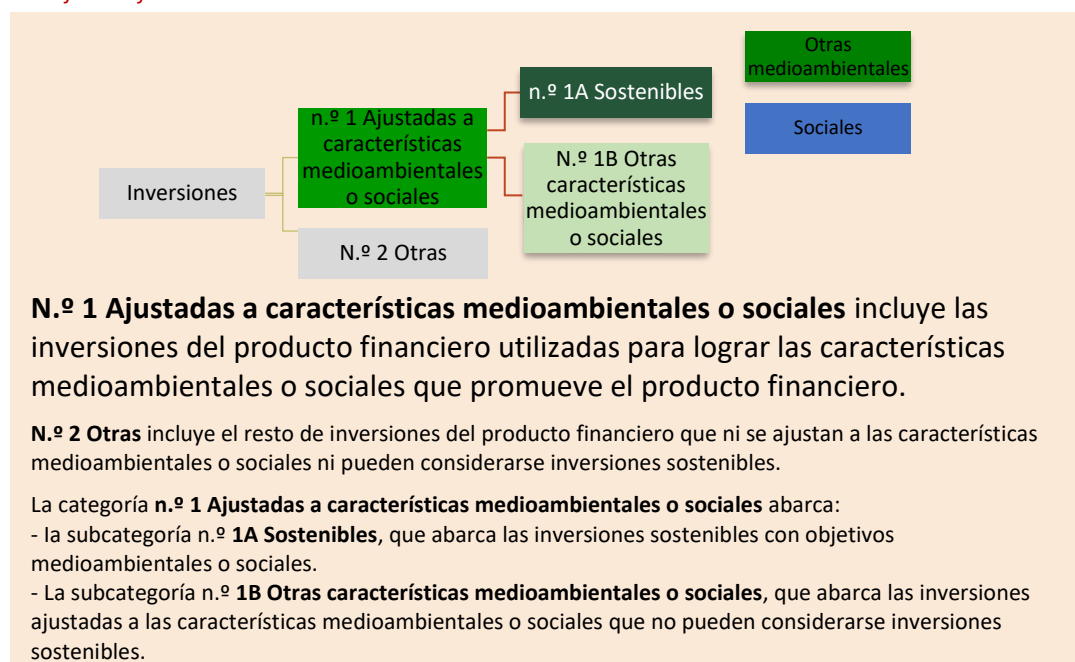 Otras
medioambientales
n.º 1A Sostenibles
n.º 1 Ajustadas a
características
medioambientales
o sociales
Sociales
N.º 1B Otras
características
medioambientales
o sociales
Inversiones
N.º 2 Otras
N.º 1 Ajustadas a características medioambientales o sociales incluye las
inversiones del producto financiero utilizadas para lograr las características
medioambientales o sociales que promueve el producto financiero.
N.º 2 Otras incluye el resto de inversiones del producto financiero que ni se ajustan a las características
medioambientales o sociales ni pueden considerarse inversiones sostenibles.
La categoría n.º 1 Ajustadas a características medioambientales o sociales abarca:
- la subcategoría n.º 1A Sostenibles, que abarca las inversiones sostenibles con objetivos
medioambientales o sociales.
- La subcategoría n.º 1B Otras características medioambientales o sociales, que abarca las inversiones
ajustadas a las características medioambientales o sociales que no pueden considerarse inversiones
sostenibles.